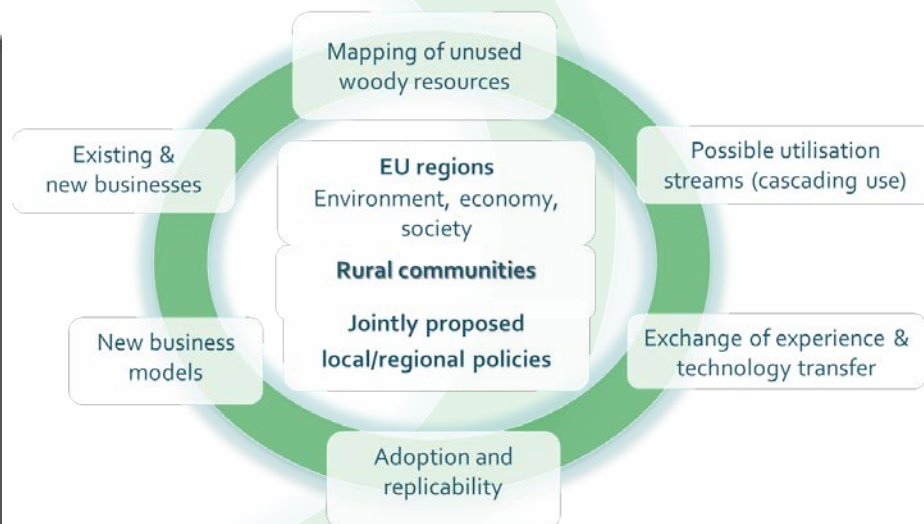 Mapping of unused
woody resources
Existing &
new businesses
Possible utilisation
streams (cascading use)
EU regions
Environment, economy,
society
Rural communities
Jointly proposed
local/regional policies
New business
models
Exchange of experience &
technology transfer
Adoption and
replicability